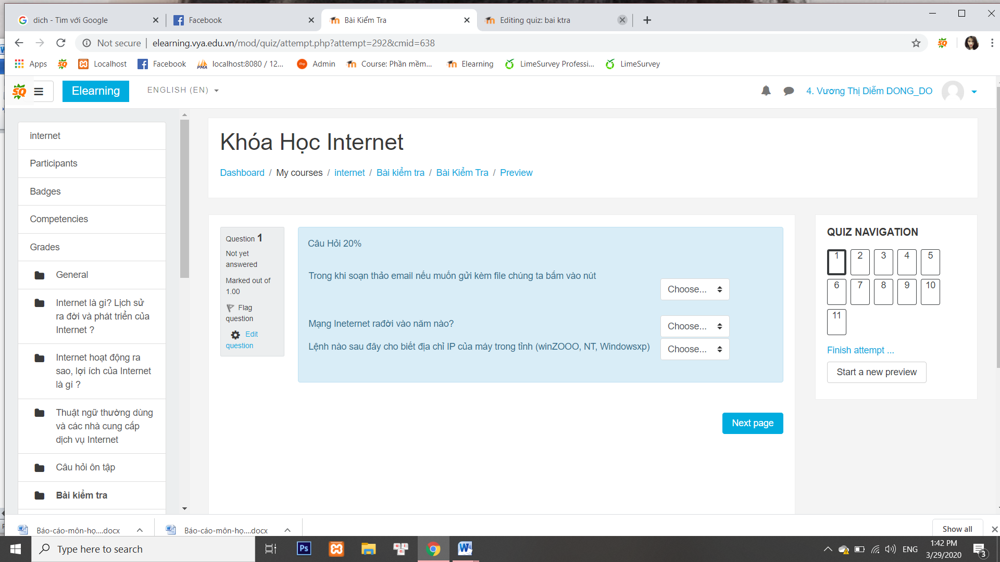 dich - Tìm với Google
Facebook
Bài Kiểm Tra
Editing quiz: bai ktra
Not secure | elearning.vya.edu.vn/mod/quiz/attempt.php?attempt=292&cmid=638
Apps
Localhost
Facebook
PMA
localhost:8080 / 12...
Admin
Course: Phần mềm...
Elearning
LimeSurvey Professi...
LimeSurvey
SQ
Elearning
ENGLISH (EN)
4. Vương Thị Diễm DONG_DO
internet
Participants
Badges
Competencies
Grades
General
Internet là gì? Lịch sử
ra đời và phát triển của
Internet ?
Internet hoạt động ra
sao, lợi ích của Internet
là gì ?
Thuật ngữ thường dùng
và các nhà cung cấp
dịch vụ Internet
Câu hỏi ôn tập
Bài kiểm tra
Khóa Học Internet
Dashboard / My courses / internet / Bài kiểm tra / Bài Kiểm Tra / Preview
Question 1
Not yet
answered
Marked out of
1.00
Flag
question
Edit
question
Câu Hỏi 20%
Trong khi soạn thảo email nếu muốn gửi kèm file chúng ta bấm vào nút
Choose...
Mạng Ineternet rađời vào năm nào?
Choose...
Lệnh nào sau đây cho biết địa chỉ IP của máy trong tỉnh (winZOOO, NT, Windowsxp)
Choose...
Next page
QUIZ NAVIGATION
1 2 3 4 5
6 7 8 9 10
11
Finish attempt ...
Start a new preview
Báo-cáo-môn-họ....docx
Báo-cáo-môn-họ....docx
Show all
Type here to search
Ps
ENG
1:42 PM
3/29/2020
3